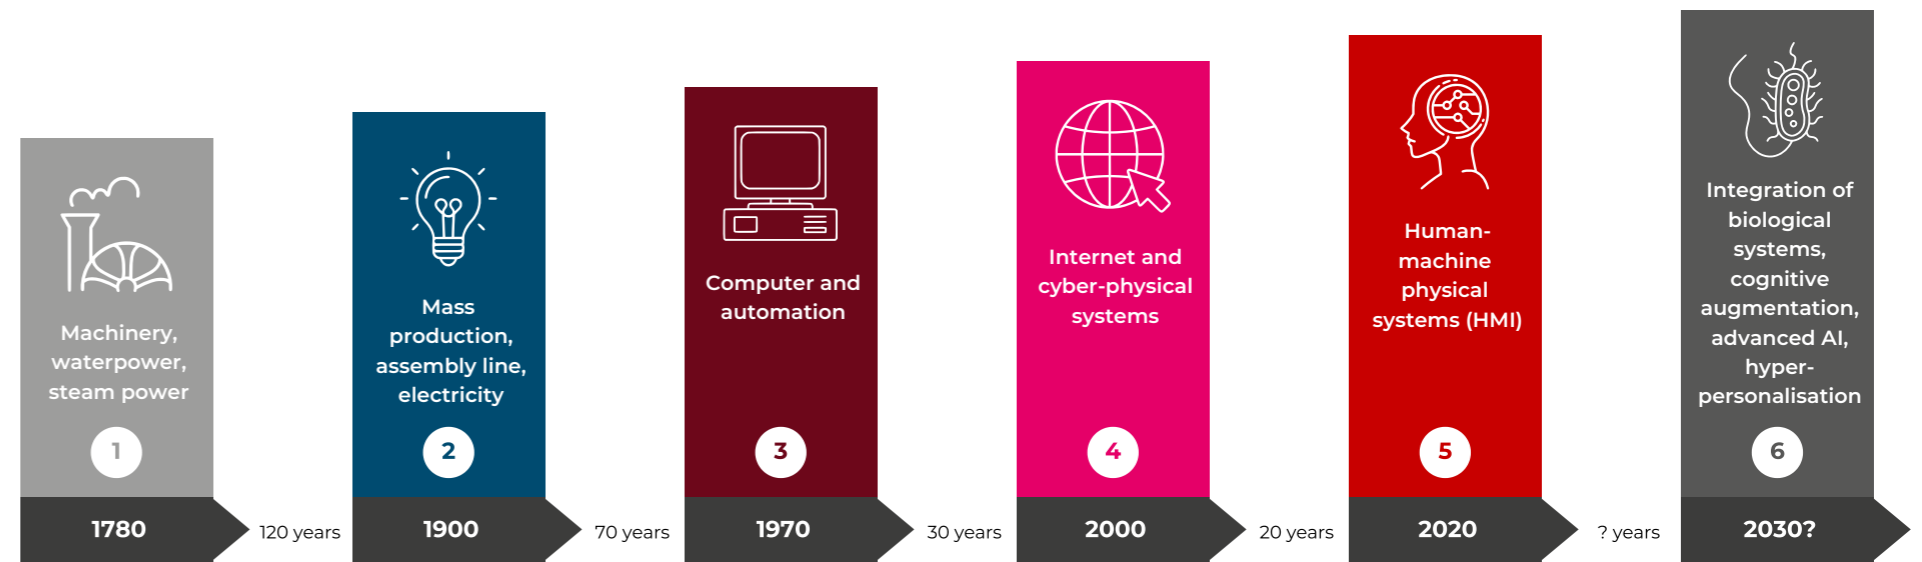 Machinery,
waterpower,
steam power
1
1780
120 years
Mass
production,
assembly line,
electricity
2
1900
70 years
Computer and
automation
3
1970
30 years
Internet and
cyber-physical
systems
4
2000
20 years
Human-
machine
physical
systems (HMI)
5
2020
? years
Integration of
biological
systems,
cognitive
augmentation,
advanced AI,
hyper-
personalisation
6
2030?